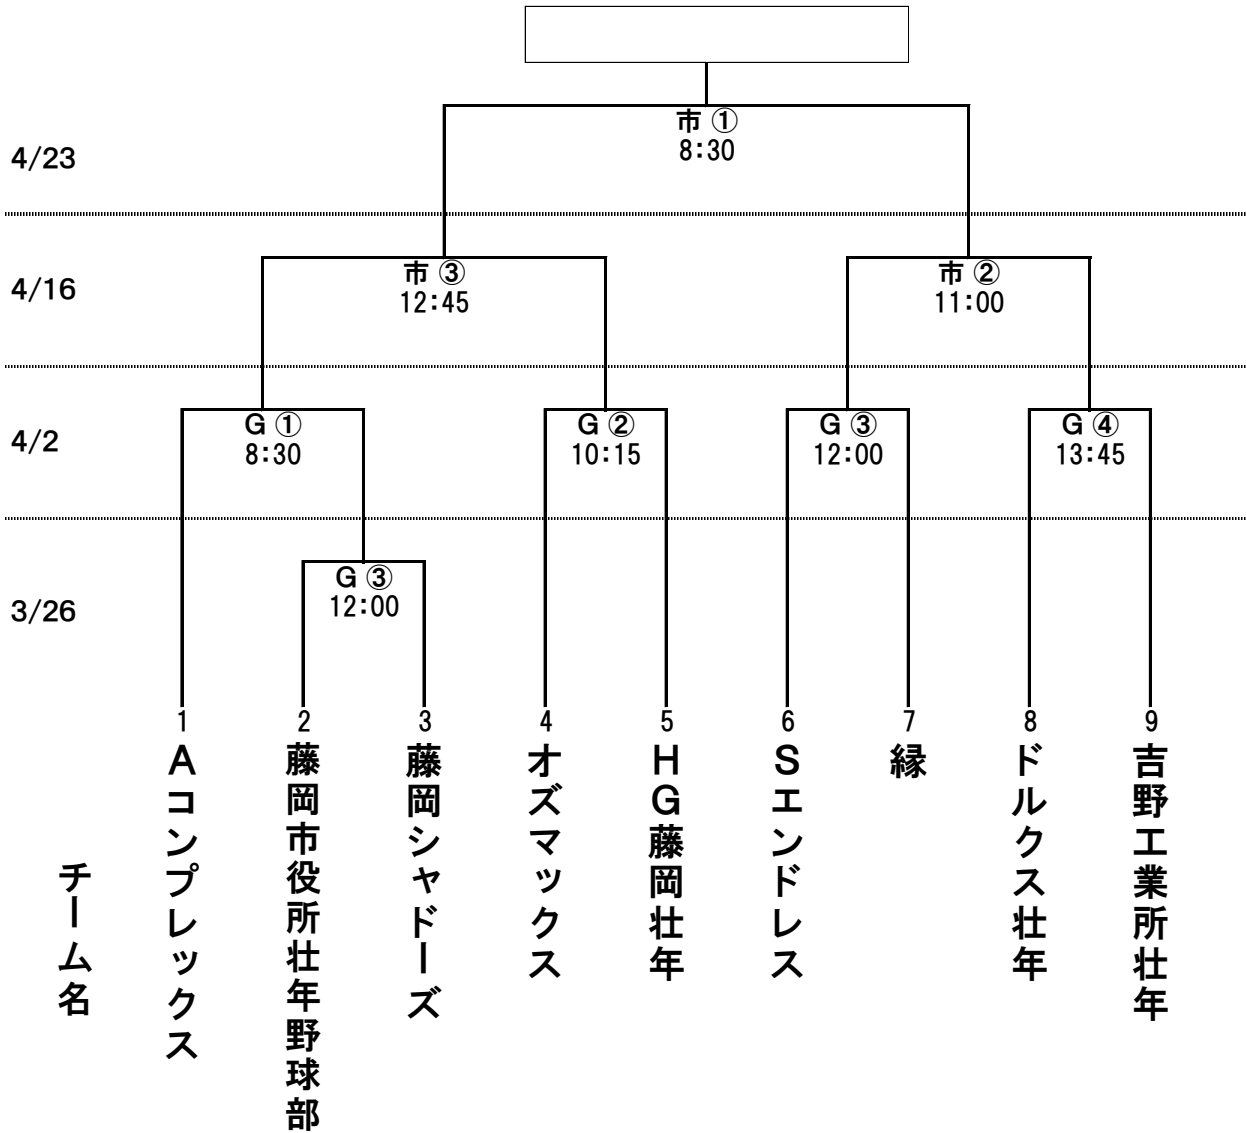 市 ①
8:30
4/23
市 ③
12:45
市 ②
11:00
4/16
G ①
8:30
G ②
10:15
G ③
12:00
G ④
13:45
4/2
G ③
12:00
3/26
1
2
3
4
5
6
7
8
9
チーム名
Aコンプレックス
藤岡市役所壮年野球部
藤岡シャドーズ
オズマックス
HG藤岡壮年
Sエンドレス
縁
ドルクス壮年
吉野工業所壮年